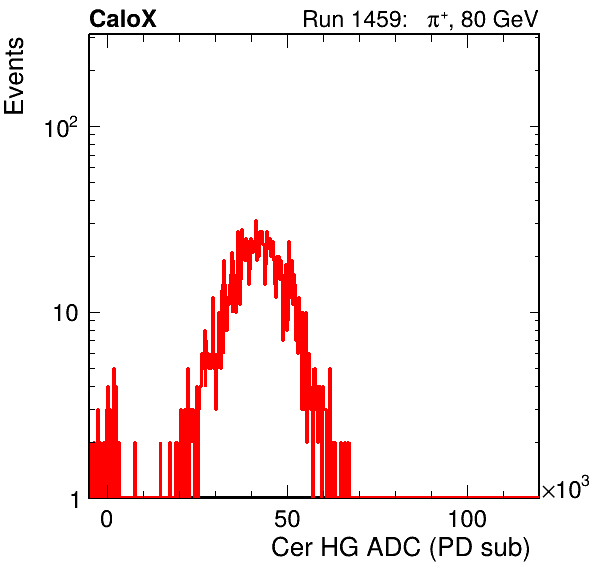 CaloX
Run 1459: π⁺, 80 GeV
Events
10²
10
1
0
50
100
×10³
Cer HG ADC (PD sub)